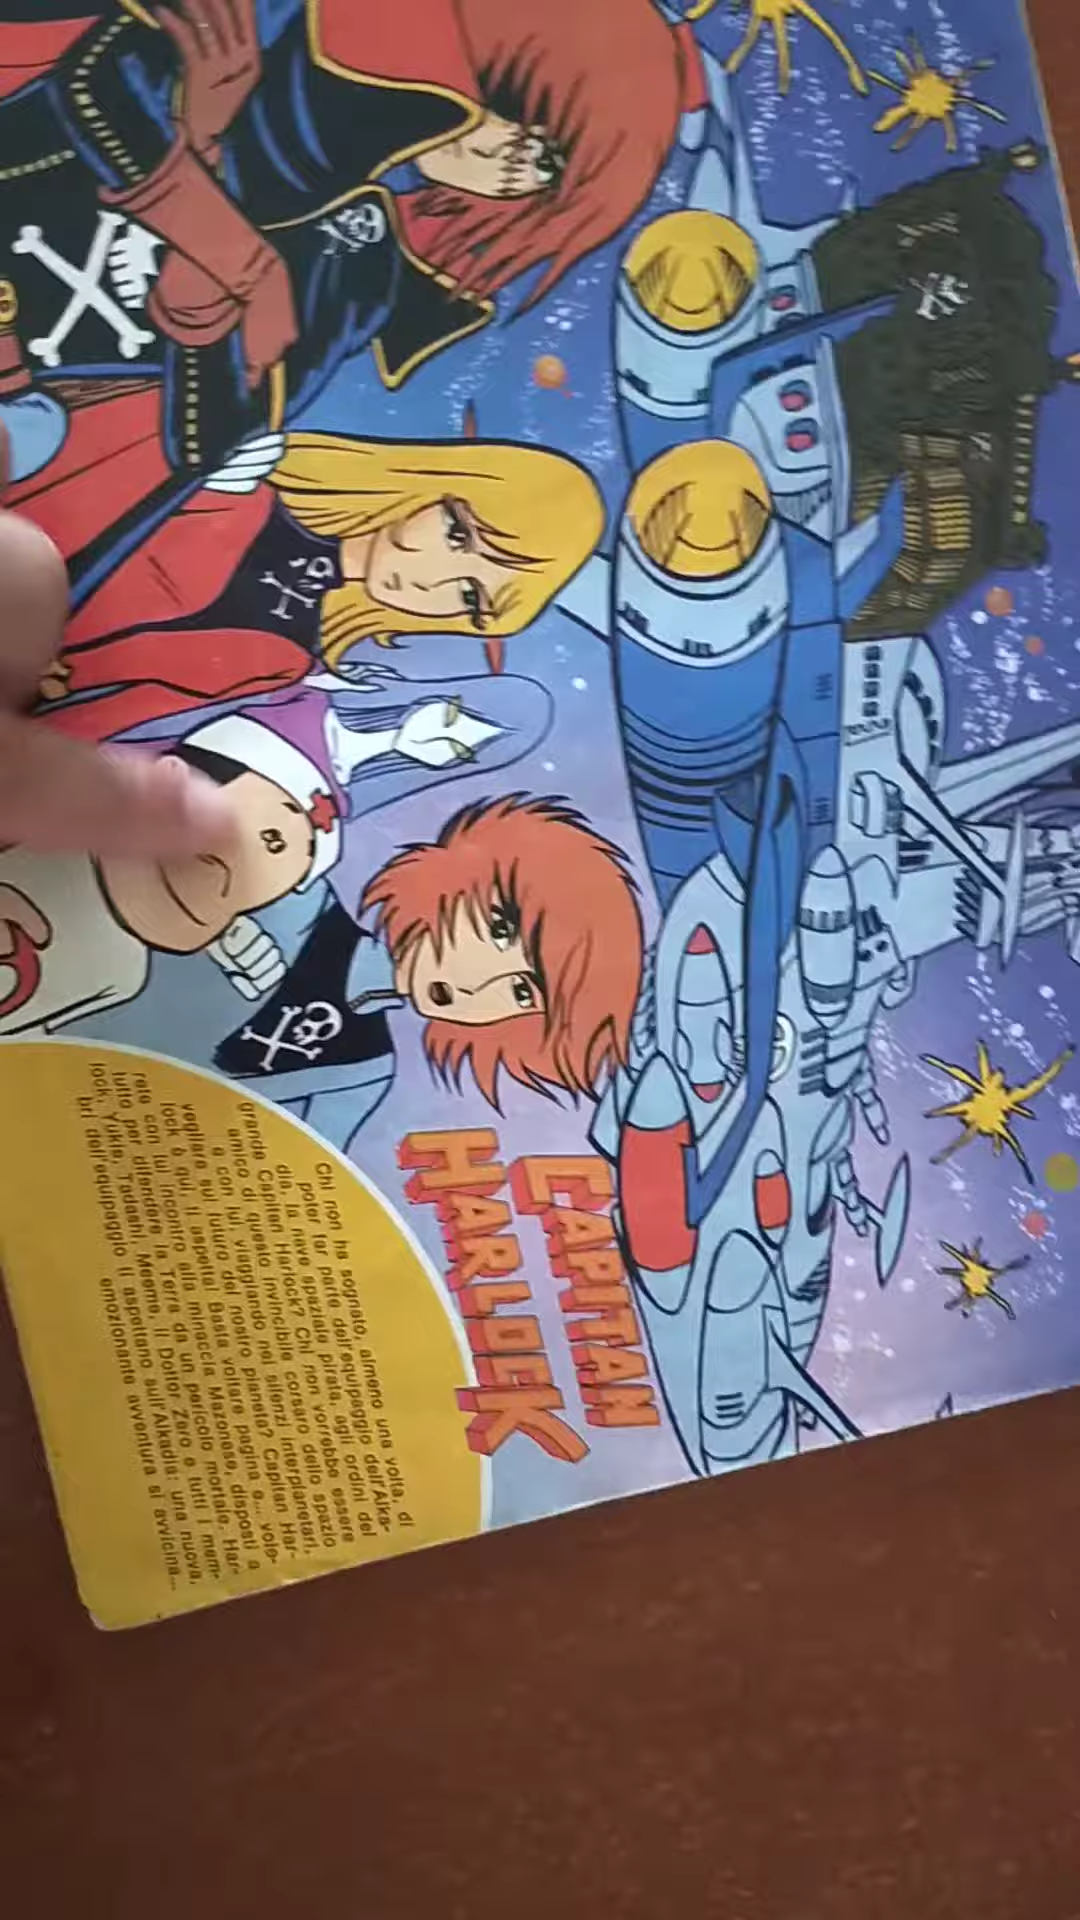 CAPITAN
HARLOCK
Chi non ha sognato, almeno una volta, di
poter far parte dell'equipaggio dell'Alka-
dia, la nave spaziale pirata, agli ordini del
grande Capitan Harlock? Chi non vorrebbe essere
amico di questo invincibile corsaro dello spazio
e con lui viaggiando nei silenzi interplanetari,
vegliare sul futuro del nostro pianeta? Capitan Har-
lock è qui, ti aspetta! Basta voltare pagina e... vole-
rete con lui incontro alla minaccia Mazonese, disposti a
tutto per difendere la Terra da un pericolo mortale. Har-
lock, Yukie, Tadashi, Meeme, il Dottor Zero e tutti i mem-
bri dell'equipaggio ti aspettano sull'Alkadia: una nuova,
emozionante avventura si avvicina...